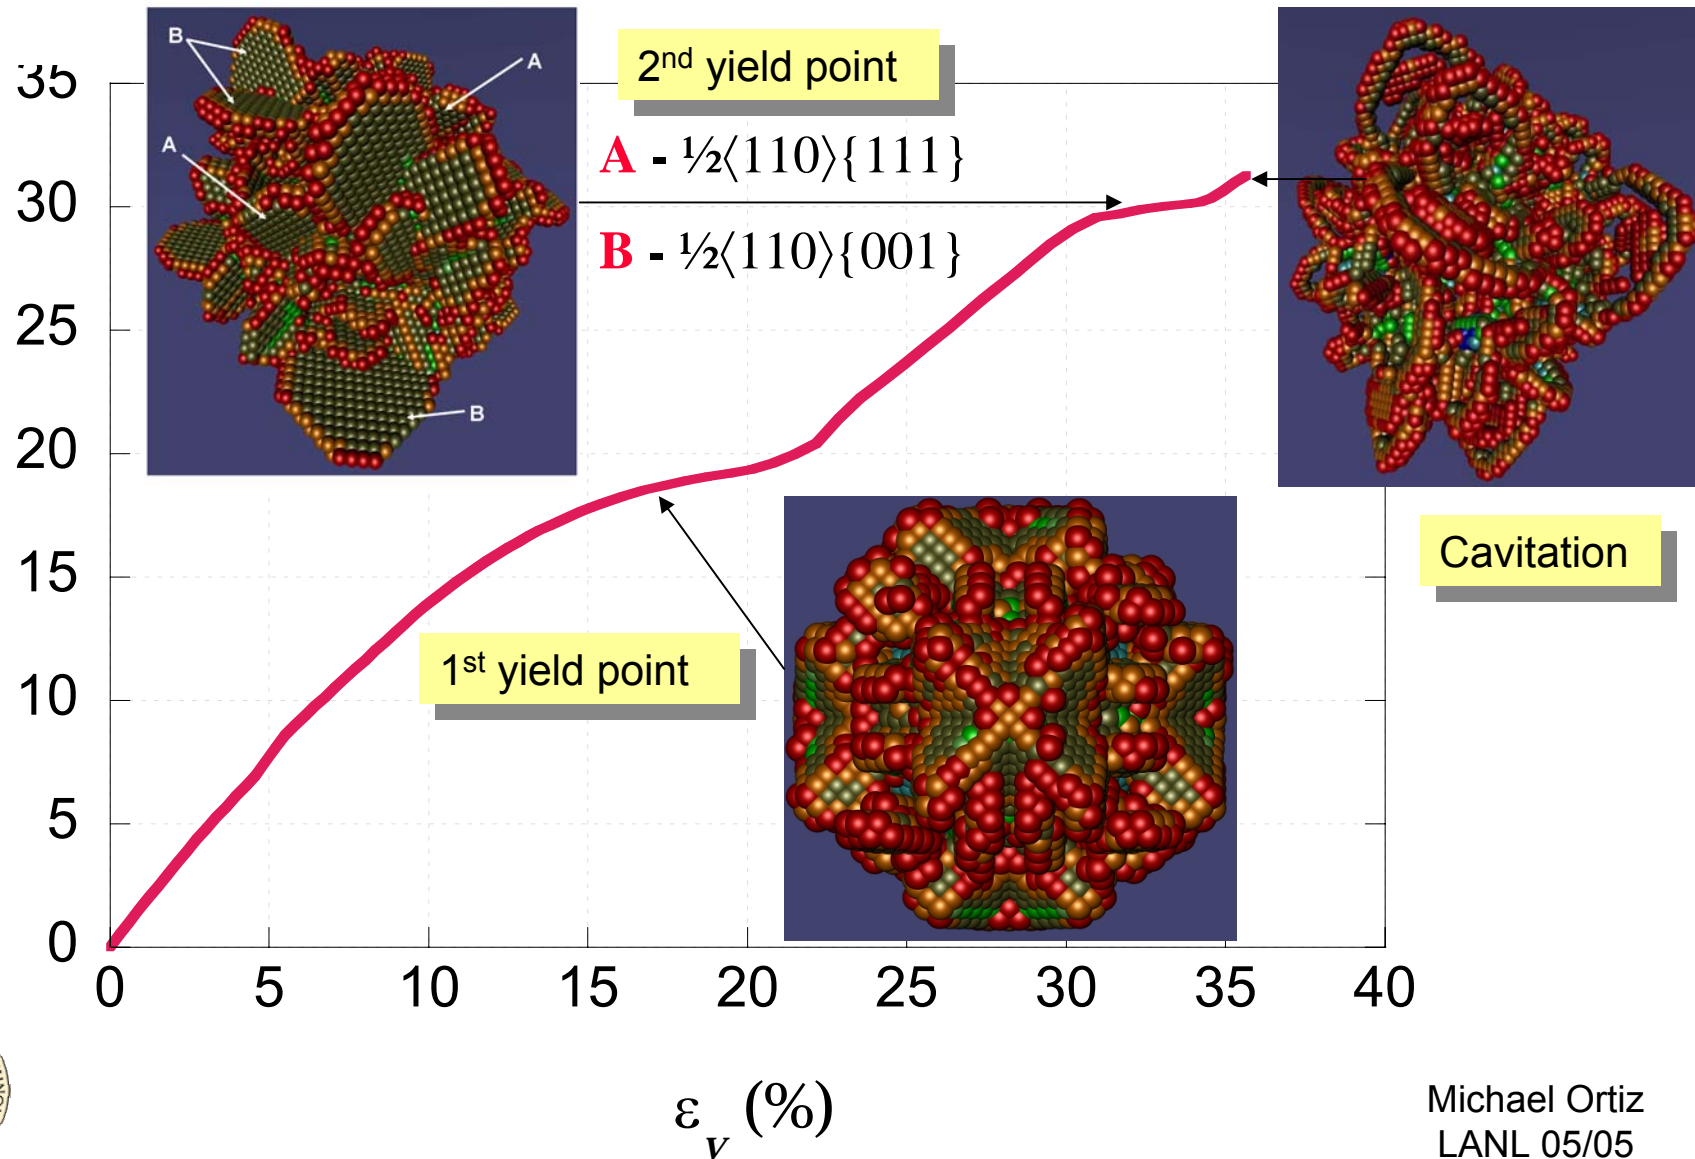 B
A
A
B
2nd yield point
A - ½⟨110⟩{111}
B - ½⟨110⟩{001}
1st yield point
Cavitation
35
30
25
20
15
10
5
0
0 5 10 15 20 25 30 35 40
εv (%)
Michael Ortiz
LANL 05/05